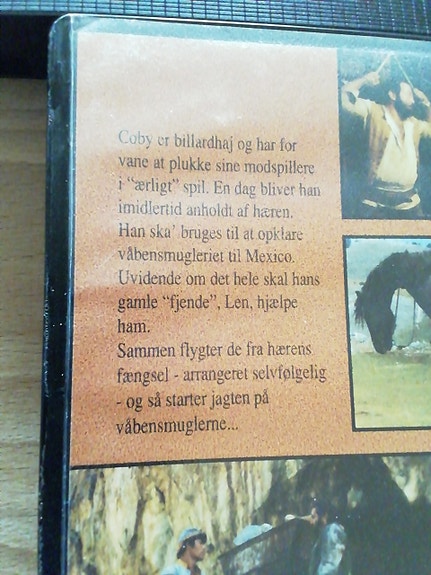 Coby er billardhaj og har for
vane at plukke sine modspillere
i "ærligt" spil. En dag bliver han
imidlertid anholdt af hæren.
Han ska' bruges til at opklare
våbensmugleriet til Mexico.
Uvidende om det hele skal hans
gamle "fjende", Len, hjælpe
ham.
Sammen flygter de fra hærens
fængsel - arrangeret selvfølgelig
- og så starter jagten på
våbensmuglerne...